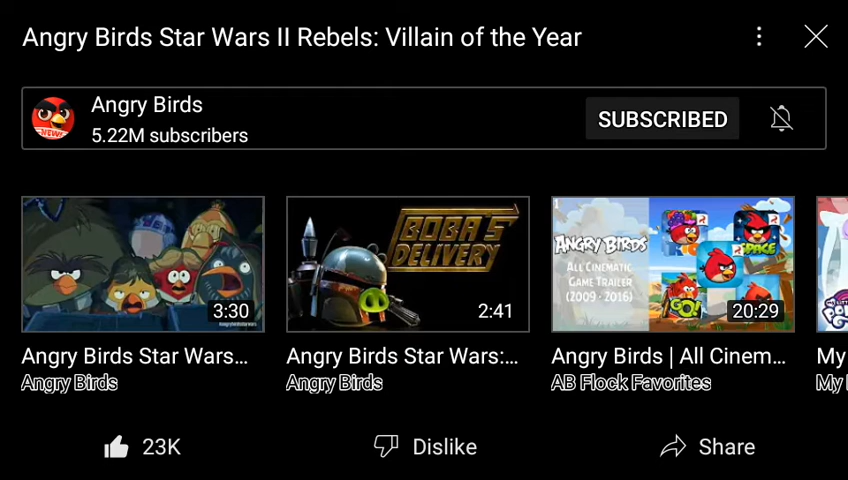 Angry Birds Star Wars II Rebels: Villain of the Year
Angry Birds
5.22M subscribers
SUBSCRIBED
NEW!
3:30
BOBA'S
DELIVERY
2:41
1
ANGRY BIRDS
ALL CINEMATIC
GAME TRAILER
(2009 - 2016)
SPACE
GO!
20:29
Angry Birds Star Wars...
Angry Birds
Angry Birds Star Wars:...
Angry Birds
Angry Birds | All Cinem...
AB Flock Favorites
My
My
23K
Dislike
Share